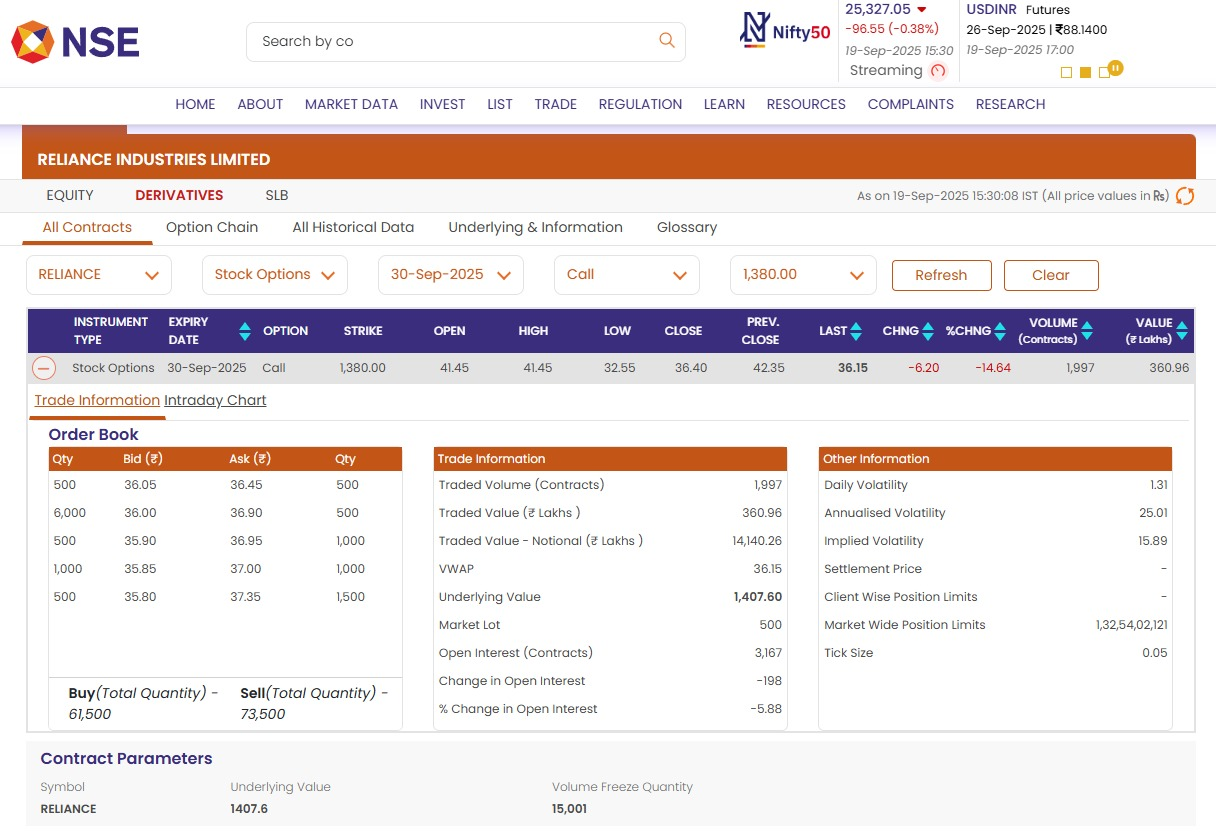 NSE
Search by co
Nifty50
25,327.05
-96.55 (-0.38%)
19-Sep-2025 15:30
Streaming
USDINR Futures
26-Sep-2025 | ₹88.1400
19-Sep-2025 17:00
HOME ABOUT MARKET DATA INVEST LIST TRADE REGULATION LEARN RESOURCES COMPLAINTS RESEARCH
RELIANCE INDUSTRIES LIMITED
EQUITY DERIVATIVES SLB As on 19-Sep-2025 15:30:08 IST (All price values in ₨)
All Contracts Option Chain All Historical Data Underlying & Information Glossary
RELIANCE Stock Options 30-Sep-2025 Call 1,380.00 Refresh Clear
INSTRUMENT TYPE EXPIRY DATE OPTION STRIKE OPEN HIGH LOW CLOSE PREV. CLOSE LAST CHNG %CHNG VOLUME (Contracts) VALUE (₹ Lakhs)
Stock Options 30-Sep-2025 Call 1,380.00 41.45 41.45 32.55 36.40 42.35 36.15 -6.20 -14.64 1,997 360.96
Trade Information Intraday Chart
Order Book
Qty Bid (₹) Ask (₹) Qty
500 36.05 36.45 500
6,000 36.00 36.90 500
500 35.90 36.95 1,000
1,000 35.85 37.00 1,000
500 35.80 37.35 1,500
Buy(Total Quantity) - 61,500
Sell(Total Quantity) - 73,500
Trade Information
Traded Volume (Contracts) 1,997
Traded Value (₹ Lakhs ) 360.96
Traded Value - Notional (₹ Lakhs ) 14,140.26
VWAP 36.15
Underlying Value 1,407.60
Market Lot 500
Open Interest (Contracts) 3,167
Change in Open Interest -198
% Change in Open Interest -5.88
Other Information
Daily Volatility 1.31
Annualised Volatility 25.01
Implied Volatility 15.89
Settlement Price -
Client Wise Position Limits -
Market Wide Position Limits 1,32,54,02,121
Tick Size 0.05
Contract Parameters
Symbol Underlying Value Volume Freeze Quantity
RELIANCE 1407.6 15,001